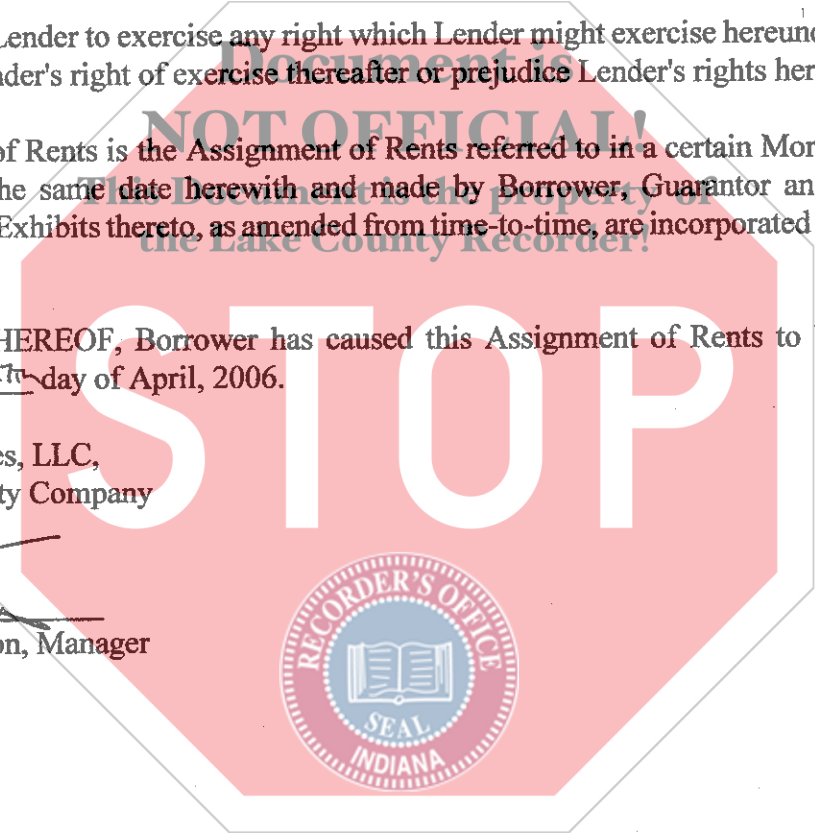 Lender to exercise any right which Lender might exercise hereund
nder's right of exercise thereafter or prejudice Lender's rights her
Document is
NOT OFFICIAL!
This Document is the property of
the Lake County Recorder!
of Rents is the Assignment of Rents referred to in a certain Mor
he same date herewith and made by Borrower, Guarantor an
Exhibits thereto, as amended from time-to-time, are incorporated
HEREOF, Borrower has caused this Assignment of Rents to
th day of April, 2006.
es, LLC,
ty Company
on, Manager
STOP
RECORDER'S OFFICE
SEAL
INDIANA